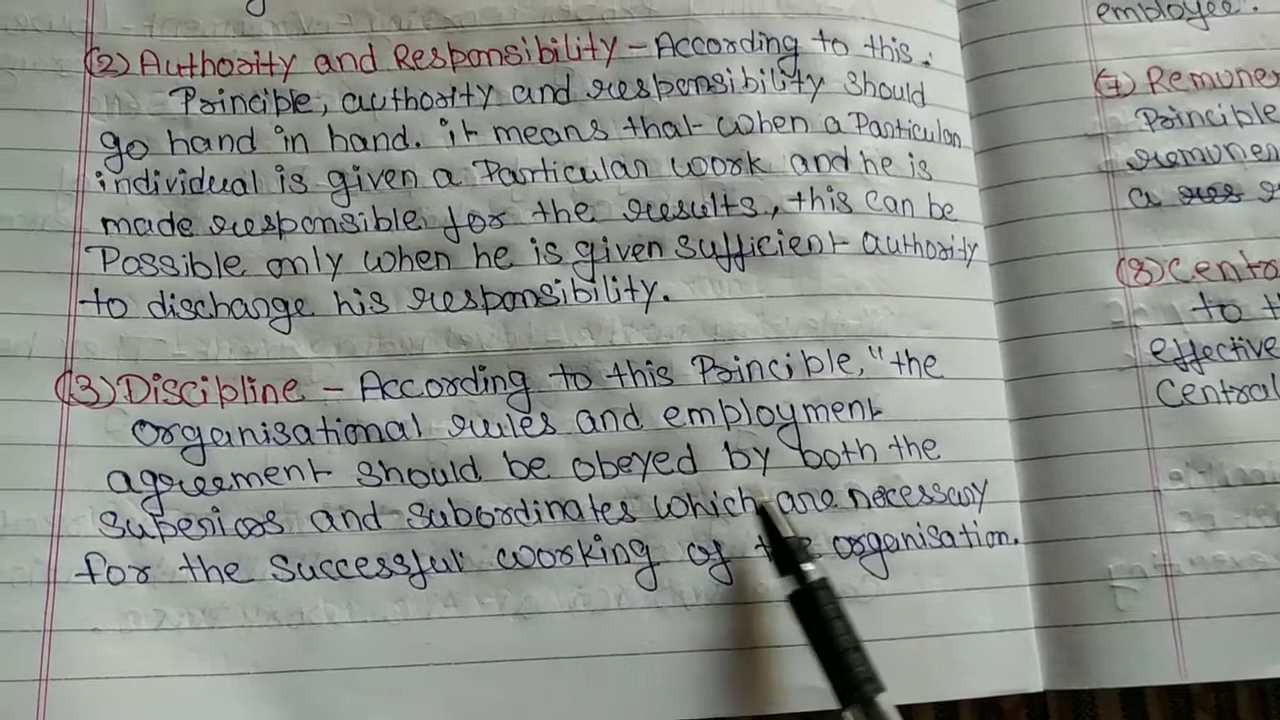 (2) Authority and Responsibility - According to this
Princible, authority and responsibility should
go hand in hand. it means that when a Particular
individual is given a Particular work and he is
made responsible for the results, this can be
Possible only when he is given sufficient authority
to discharge his responsibility.
(3) Discipline - According to this Princible, "the
organisational rules and employment
agreement should be obeyed by both the
superiors and subordinates which are necessary
for the successful working of the organisation.
employee.
(7) Remuner
Principle
remuner
a
(8) Centra
to t
effective
Central